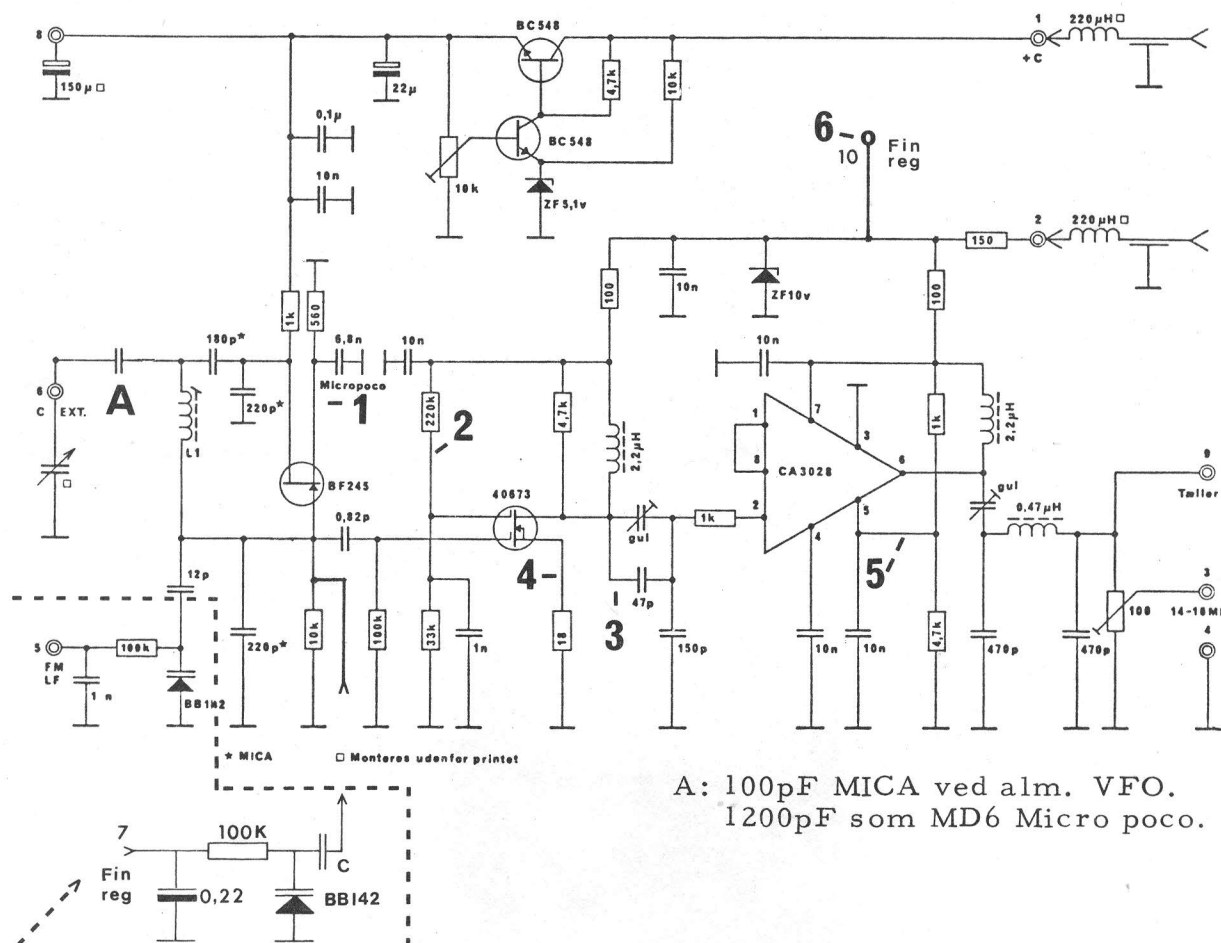 BC548
1
220µH□
8
+C
150µ□
22µ
4,7k
10k
0,1µ
BC548
6
10
Fin
reg
10n
10k
ZF5,1v
2
220µH□
150
100
10n
ZF10v
100
1k
560
180p*
6,8n
10n
10n
Micropoco
1
6
C EXT.
A
220p*
220k
2
4,7k
2,2µH
1
7
3
1k
2,2µH
L1
8
CA3028
6
9
Tæller
BF245
40673
gul
0,82p
gul
1k
2
5
4
0,47µH
4
5
12p
3
47p
3
14-16M
100
4
5
FM
LF
100k
1n
BB142
220p*
10k
100k
33k
1n
18
150p
10n
10n
4,7k
470p
470p
* MICA
□ Monteres udenfor printet
A: 100pF MICA ved alm. VFO.
1200pF som MD6 Micro poco.
7
100K
C
Fin
reg
0,22
BB142